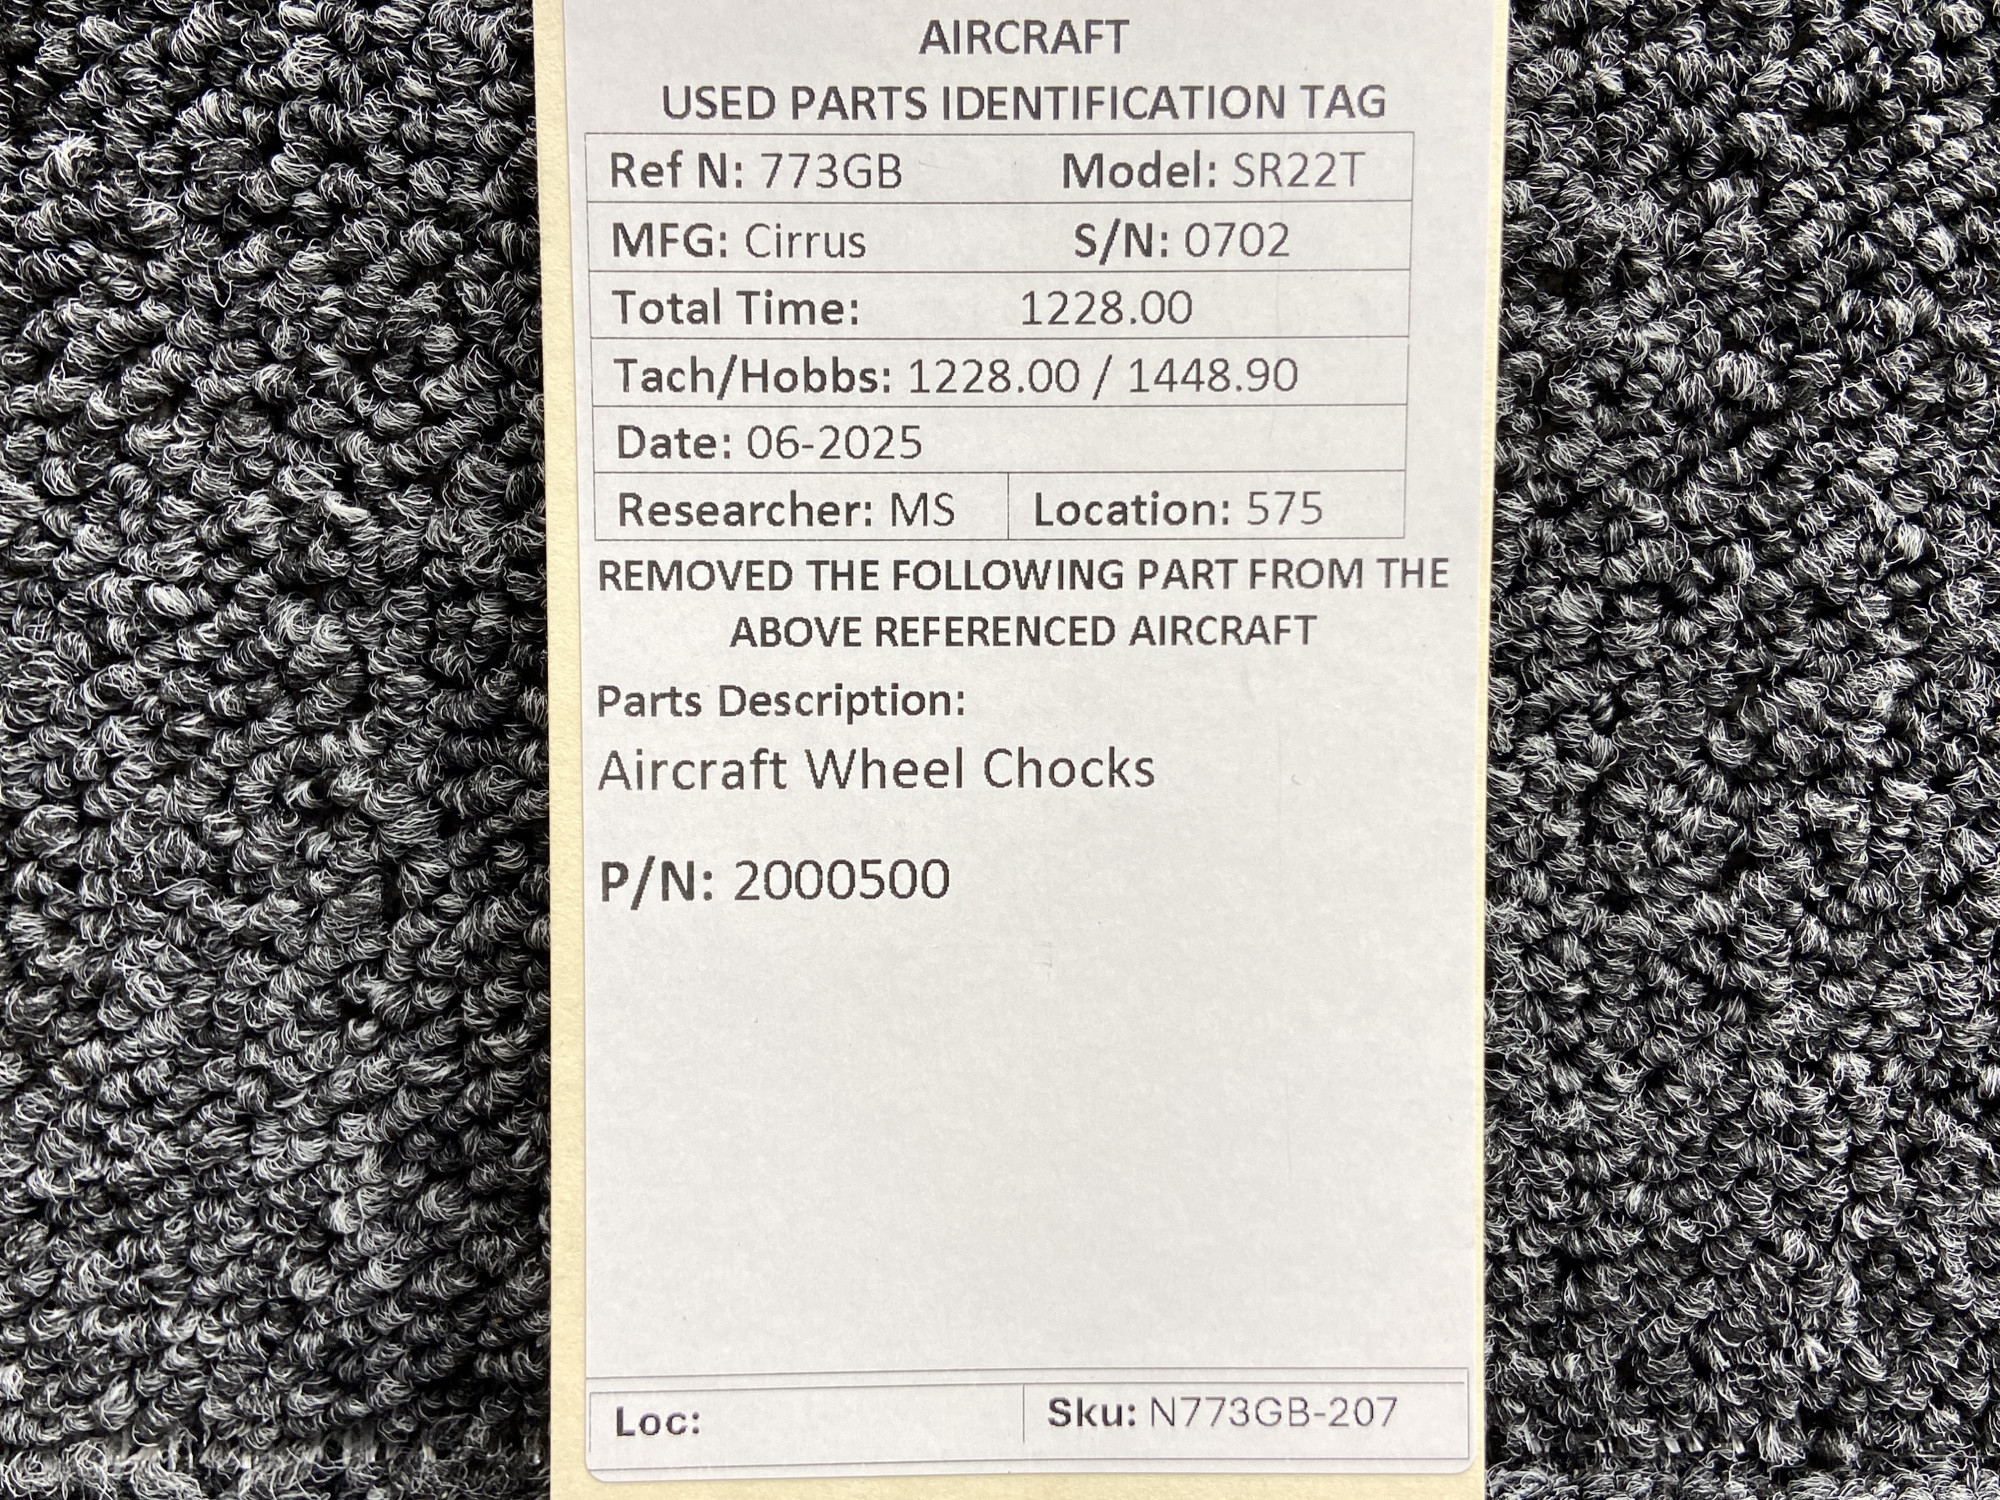 AIRCRAFT
USED PARTS IDENTIFICATION TAG
Ref N: 773GB Model: SR22T
MFG: Cirrus S/N: 0702
Total Time: 1228.00
Tach/Hobbs: 1228.00 / 1448.90
Date: 06-2025
Researcher: MS Location: 575
REMOVED THE FOLLOWING PART FROM THE
ABOVE REFERENCED AIRCRAFT
Parts Description:
Aircraft Wheel Chocks
P/N: 2000500
Loc: Sku: N773GB-207